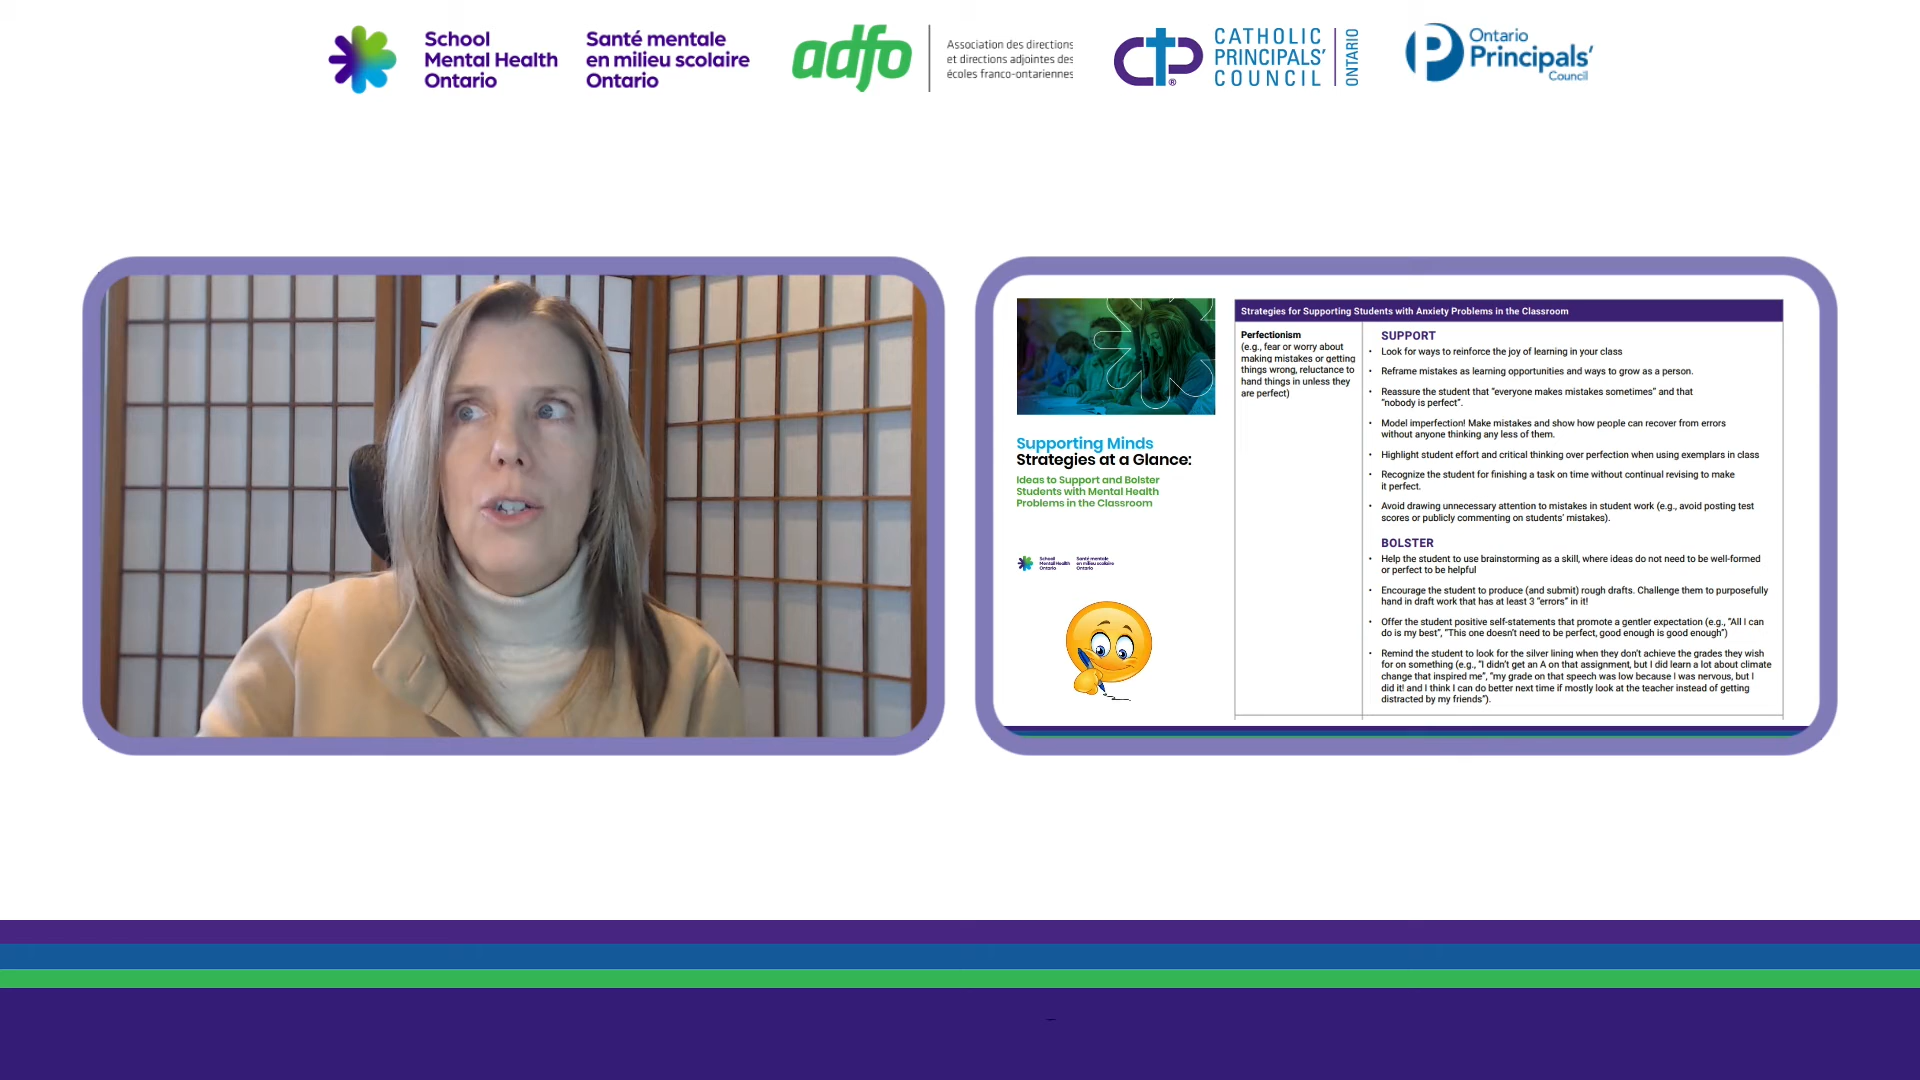 School
Mental Health
Ontario
Santé mentale
en milieu scolaire
Ontario
adfo
Association des directions
et directions adjointes des
écoles franco-ontariennes
CATHOLIC
PRINCIPALS'
COUNCIL
ONTARIO
®
Ontario
Principals'
Council
Supporting Minds
Strategies at a Glance:
Ideas to Support and Bolster
Students with Mental Health
Problems in the Classroom
School
Mental Health
Ontario
Santé mentale
en milieu scolaire
Ontario
Strategies for Supporting Students with Anxiety Problems in the Classroom
Perfectionism
(e.g., fear or worry about
making mistakes or getting
things wrong, reluctance to
hand things in unless they
are perfect)
SUPPORT
• Look for ways to reinforce the joy of learning in your class
• Reframe mistakes as learning opportunities and ways to grow as a person.
• Reassure the student that "everyone makes mistakes sometimes" and that
"nobody is perfect".
• Model imperfection! Make mistakes and show how people can recover from errors
without anyone thinking any less of them.
• Highlight student effort and critical thinking over perfection when using exemplars in class
• Recognize the student for finishing a task on time without continual revising to make
it perfect.
• Avoid drawing unnecessary attention to mistakes in student work (e.g., avoid posting test
scores or publicly commenting on students' mistakes).
BOLSTER
• Help the student to use brainstorming as a skill, where ideas do not need to be well-formed
or perfect to be helpful
• Encourage the student to produce (and submit) rough drafts. Challenge them to purposefully
hand in draft work that has at least 3 "errors" in it!
• Offer the student positive self-statements that promote a gentler expectation (e.g., "All I can
do is my best", "This one doesn't need to be perfect, good enough is good enough")
• Remind the student to look for the silver lining when they don't achieve the grades they wish
for on something (e.g., "I didn't get an A on that assignment, but I did learn a lot about climate
change that inspired me", "my grade on that speech was low because I was nervous, but I
did it! and I think I can do better next time if mostly look at the teacher instead of getting
distracted by my friends").